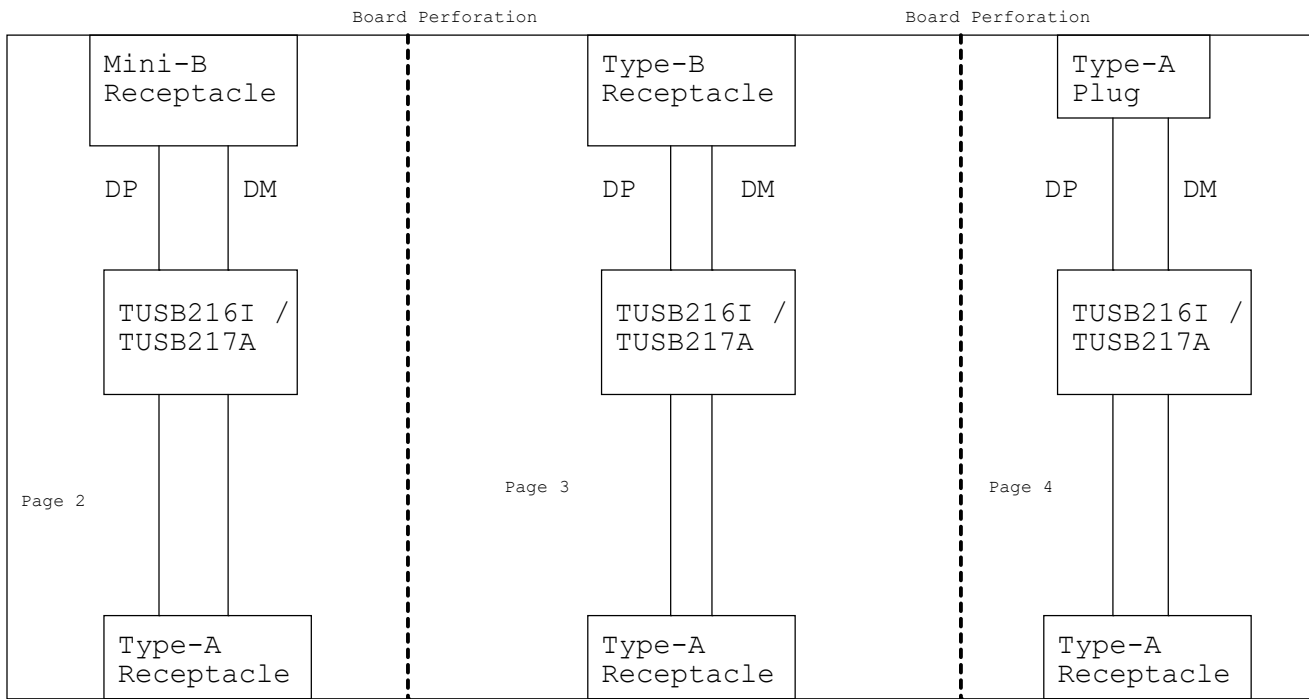 Board Perforation
Board Perforation
Mini-B
Receptacle
Type-B
Receptacle
Type-A
Plug
DP
DM
DP
DM
DP
DM
TUSB216I /
TUSB217A
TUSB216I /
TUSB217A
TUSB216I /
TUSB217A
Page 2
Page 3
Page 4
Type-A
Receptacle
Type-A
Receptacle
Type-A
Receptacle